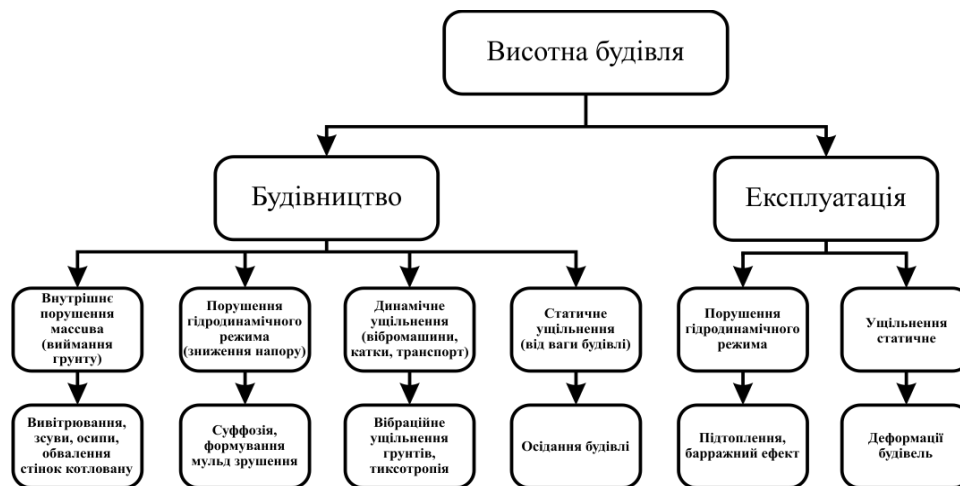 Висотна будівля
Будівництво
Експлуатація
Внутрішнє
порушення
массива
(виймання
грунту)
Порушення
гідродинамічного
режима
(зниження напору)
Динамічне
ущільнення
(вібромашини,
катки, транспорт)
Статичне
ущільнення
(від ваги будівлі)
Порушення
гідродинамічного
режима
Ущільнення
статичне
Вивітрювання,
зсуви, осипи,
обвалення
стінок котловану
Суффозія,
формування
мульд зрушення
Вібраційне
ущільнення
грунтів,
тиксотропія
Осідання будівлі
Підтоплення,
барражний ефект
Деформації
будівель